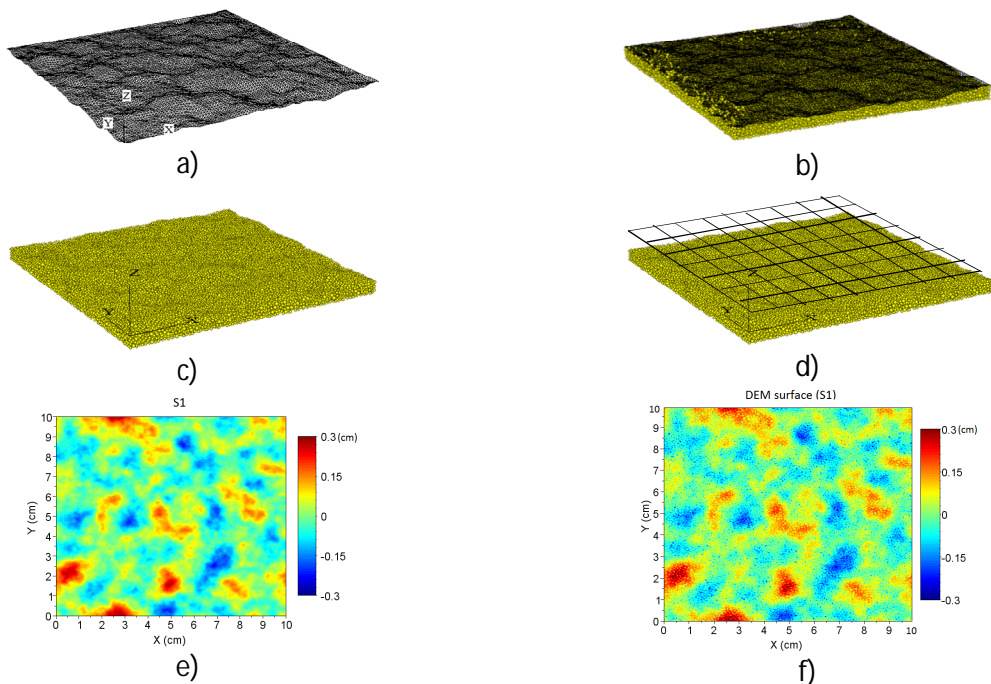 Z
Y
X
a)
b)
Z
Y
X
c)
Z
Y
X
d)
S1
10
9
8
7
6
5
4
3
2
1
0
Y (cm)
0 1 2 3 4 5 6 7 8 9 10
X (cm)
0.3 (cm)
0.15
0
-0.15
-0.3
e)
DEM surface (S1)
10
9
8
7
6
5
4
3
2
1
0
Y (cm)
0 1 2 3 4 5 6 7 8 9 10
X (cm)
0.3 (cm)
0.15
0
-0.15
-0.3
f)